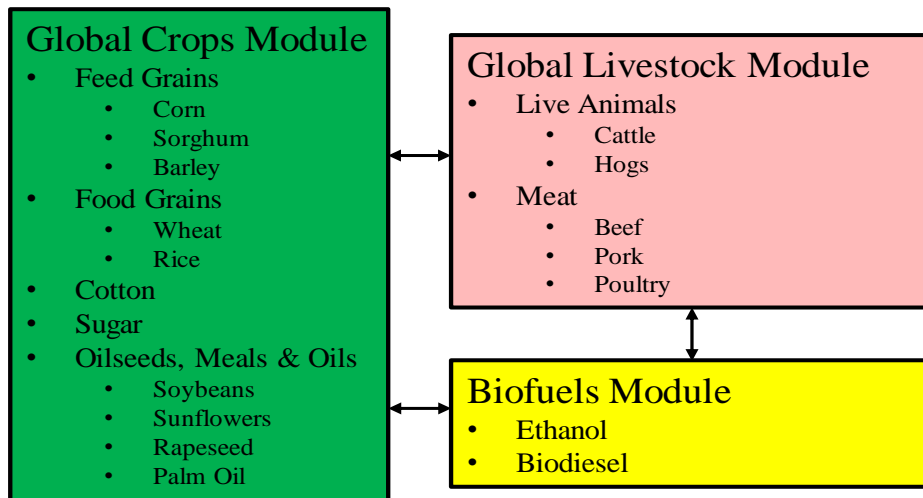 Global Crops Module
• Feed Grains
• Corn
• Sorghum
• Barley
• Food Grains
• Wheat
• Rice
• Cotton
• Sugar
• Oilseeds, Meals & Oils
• Soybeans
• Sunflowers
• Rapeseed
• Palm Oil
Global Livestock Module
• Live Animals
• Cattle
• Hogs
• Meat
• Beef
• Pork
• Poultry
Biofuels Module
• Ethanol
• Biodiesel